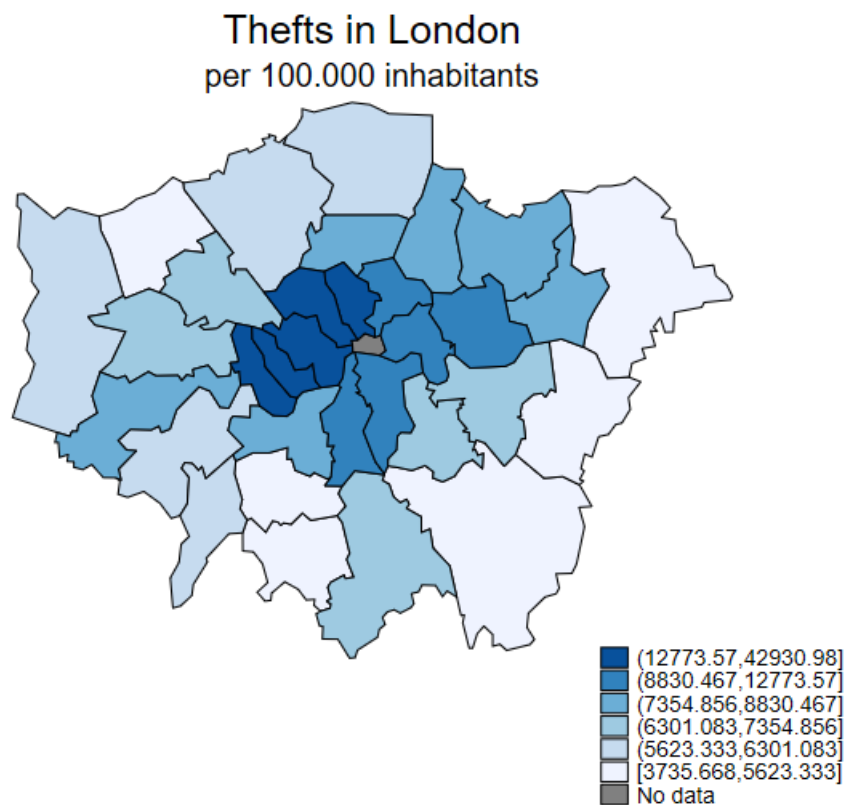 Thefts in London
per 100.000 inhabitants
(12773.57,42930.98]
(8830.467,12773.57]
(7354.856,8830.467]
(6301.083,7354.856]
(5623.333,6301.083]
[3735.668,5623.333]
No data